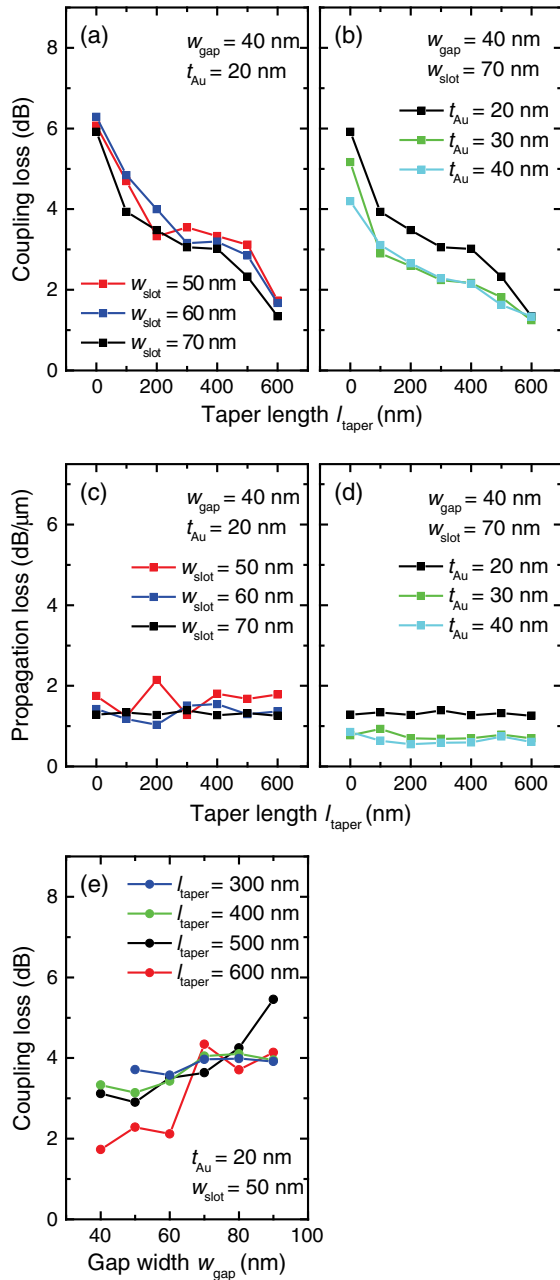 (a)
w_gap = 40 nm
t_Au = 20 nm
w_slot = 50 nm
w_slot = 60 nm
w_slot = 70 nm
8
6
4
2
0
Coupling loss (dB)
0 200 400 600
(b)
w_gap = 40 nm
w_slot = 70 nm
t_Au = 20 nm
t_Au = 30 nm
t_Au = 40 nm
0 200 400 600
Taper length l_taper (nm)
(c)
w_gap = 40 nm
t_Au = 20 nm
w_slot = 50 nm
w_slot = 60 nm
w_slot = 70 nm
6
4
2
0
Propagation loss (dB/μm)
0 200 400 600
(d)
w_gap = 40 nm
w_slot = 70 nm
t_Au = 20 nm
t_Au = 30 nm
t_Au = 40 nm
0 200 400 600
Taper length l_taper (nm)
(e)
l_taper = 300 nm
l_taper = 400 nm
l_taper = 500 nm
l_taper = 600 nm
t_Au = 20 nm
w_slot = 50 nm
8
6
4
2
0
Coupling loss (dB)
40 60 80 100
Gap width w_gap (nm)